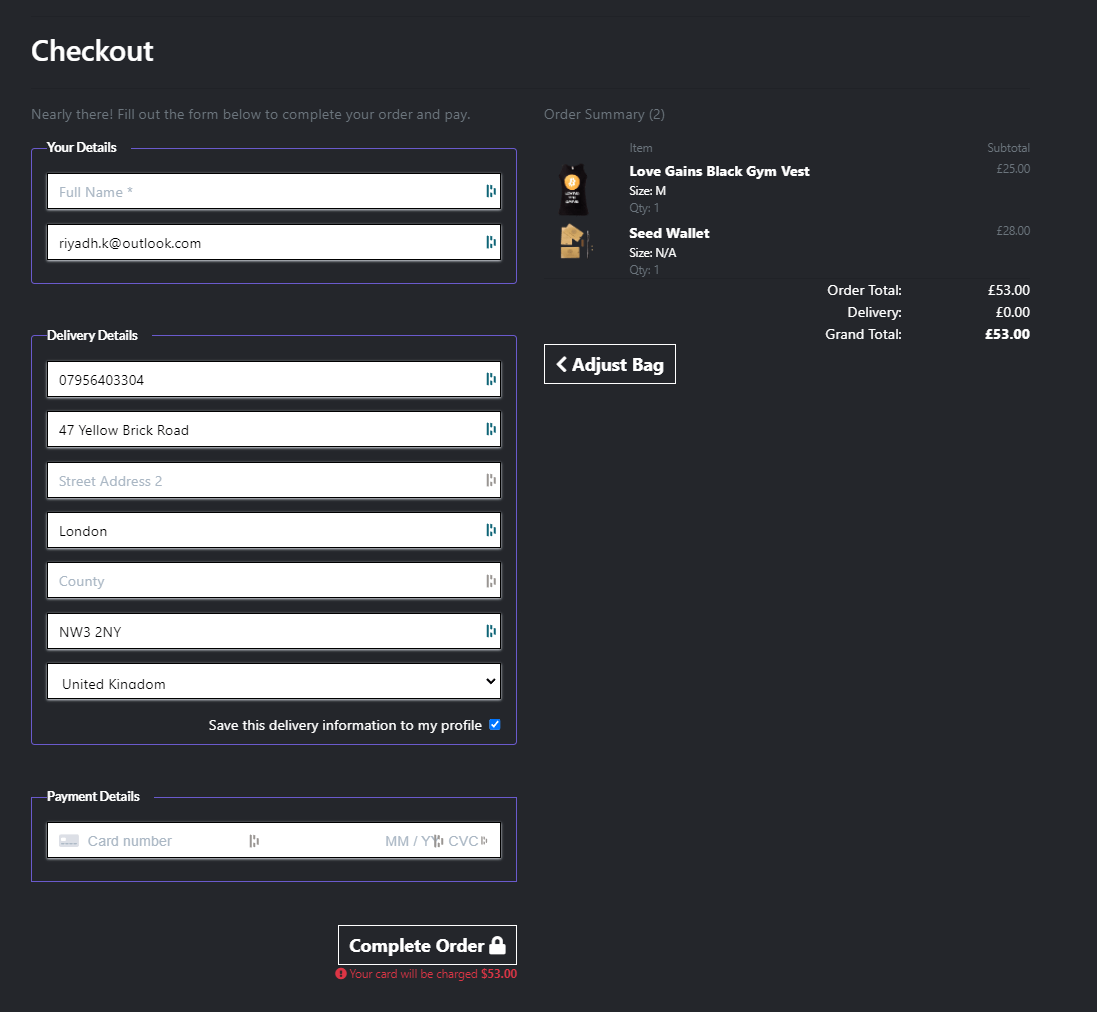 Checkout
Nearly there! Fill out the form below to complete your order and pay.
Your Details
Full Name *
riyadh.k@outlook.com
Delivery Details
07956403304
47 Yellow Brick Road
Street Address 2
London
County
NW3 2NY
United Kingdom
Save this delivery information to my profile
Payment Details
Card number MM / YY CVC
Complete Order
Your card will be charged $53.00
Order Summary (2)
Item Subtotal
Love Gains Black Gym Vest £25.00
Size: M
Qty: 1
Seed Wallet £28.00
Size: N/A
Qty: 1
Order Total: £53.00
Delivery: £0.00
Grand Total: £53.00
Adjust Bag